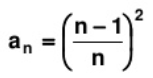 aₙ = ((n − 1)/n)²